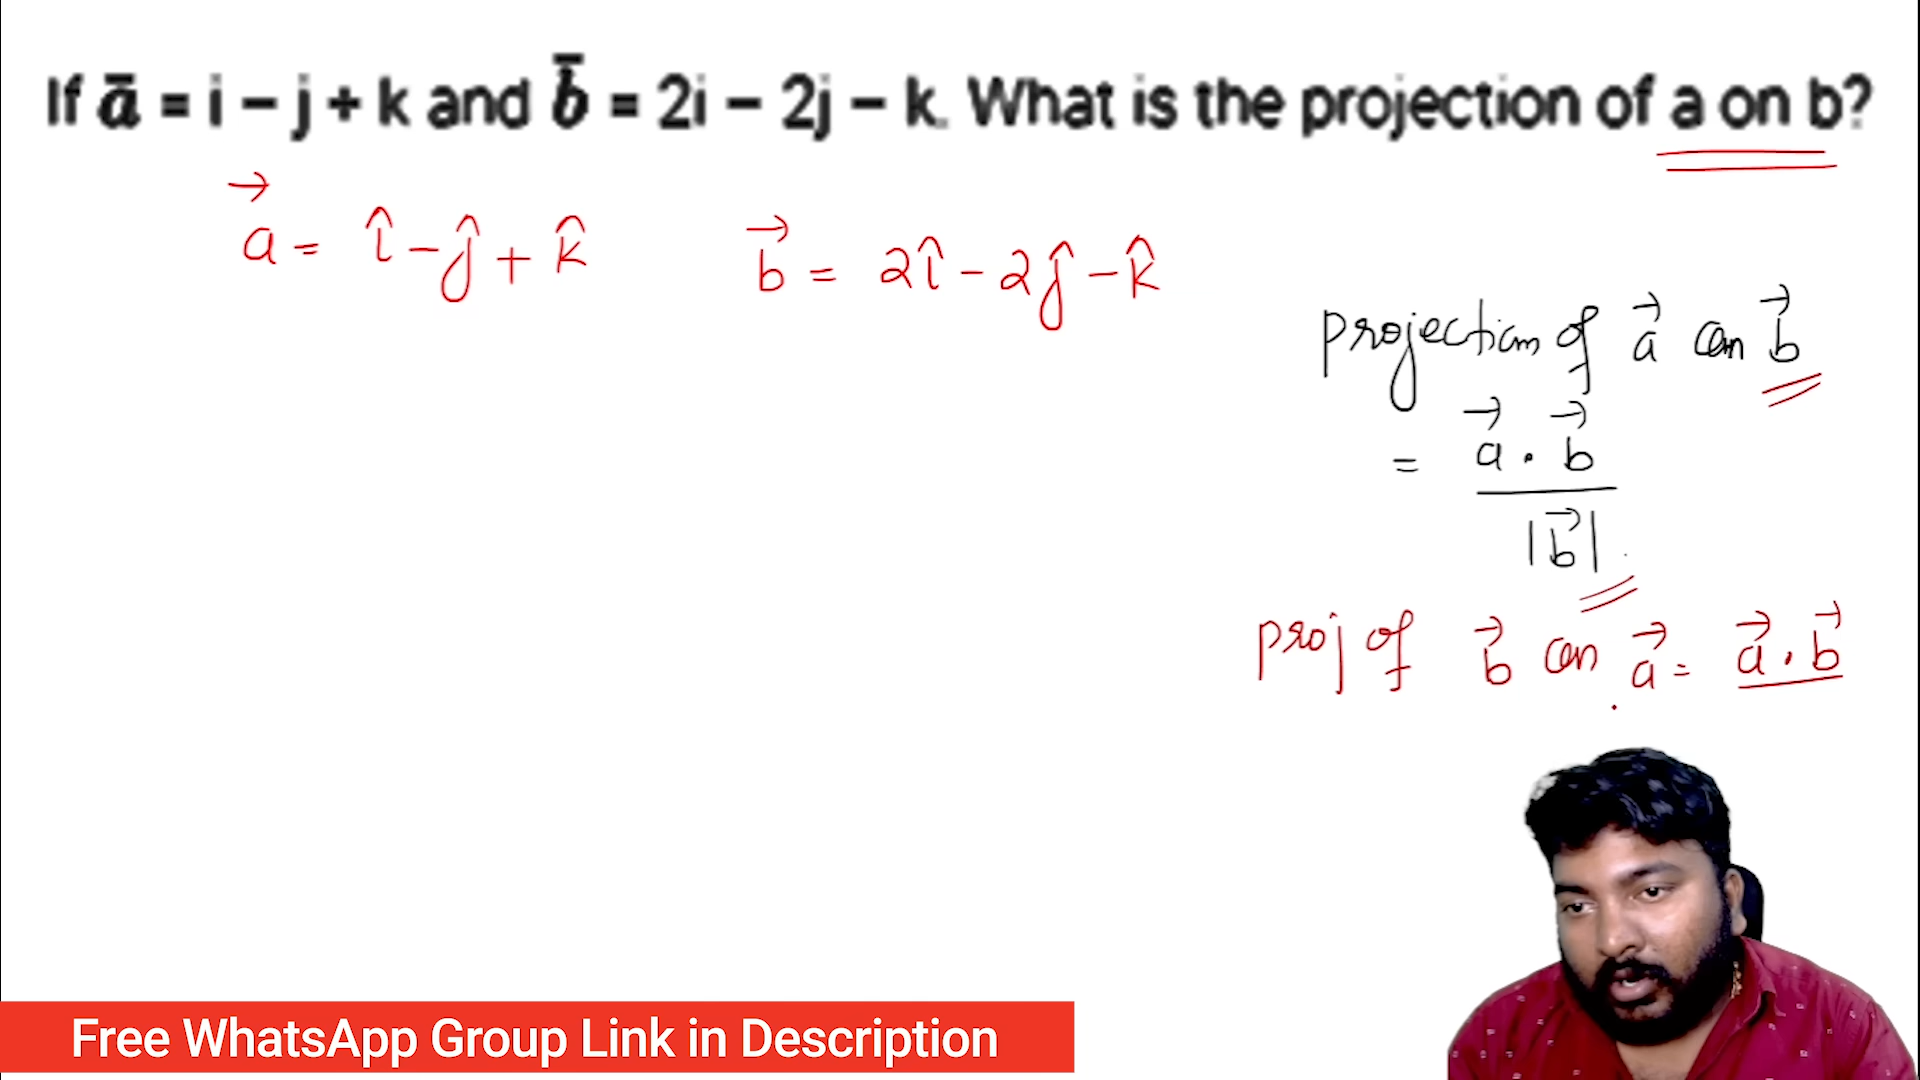 If a̅ = i − j + k and b̅ = 2i − 2j − k. What is the projection of a on b?
a⃗ = î − ĵ + k̂
b⃗ = 2î − 2ĵ − k̂
projection of a⃗ on b⃗
= a⃗ . b⃗
|b⃗|
proj of b⃗ on a⃗ = a⃗ . b⃗
Free WhatsApp Group Link in Description